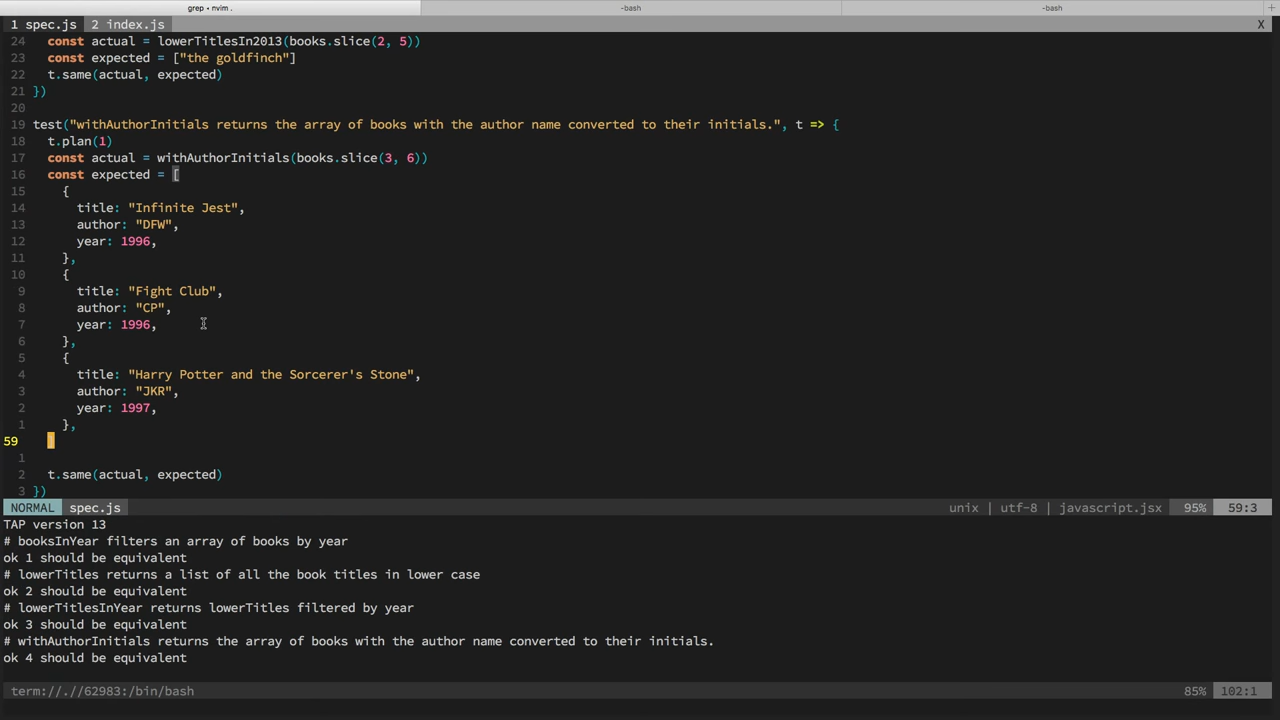 grep • nvim .
-bash
-bash
+
1 spec.js 2 index.js X
24 const actual = lowerTitlesIn2013(books.slice(2, 5))
23 const expected = ["the goldfinch"]
22 t.same(actual, expected)
21 })
20
19 test("withAuthorInitials returns the array of books with the author name converted to their initials.", t => {
18 t.plan(1)
17 const actual = withAuthorInitials(books.slice(3, 6))
16 const expected = [
15 {
14 title: "Infinite Jest",
13 author: "DFW",
12 year: 1996,
11 },
10 {
9 title: "Fight Club",
8 author: "CP",
7 year: 1996,
6 },
5 {
4 title: "Harry Potter and the Sorcerer's Stone",
3 author: "JKR",
2 year: 1997,
1 },
59
1
2 t.same(actual, expected)
3 })
NORMAL spec.js unix | utf-8 | javascript.jsx 95% 59:3
TAP version 13
# booksInYear filters an array of books by year
ok 1 should be equivalent
# lowerTitles returns a list of all the book titles in lower case
ok 2 should be equivalent
# lowerTitlesInYear returns lowerTitles filtered by year
ok 3 should be equivalent
# withAuthorInitials returns the array of books with the author name converted to their initials.
ok 4 should be equivalent
term://.//62983:/bin/bash 85% 102:1